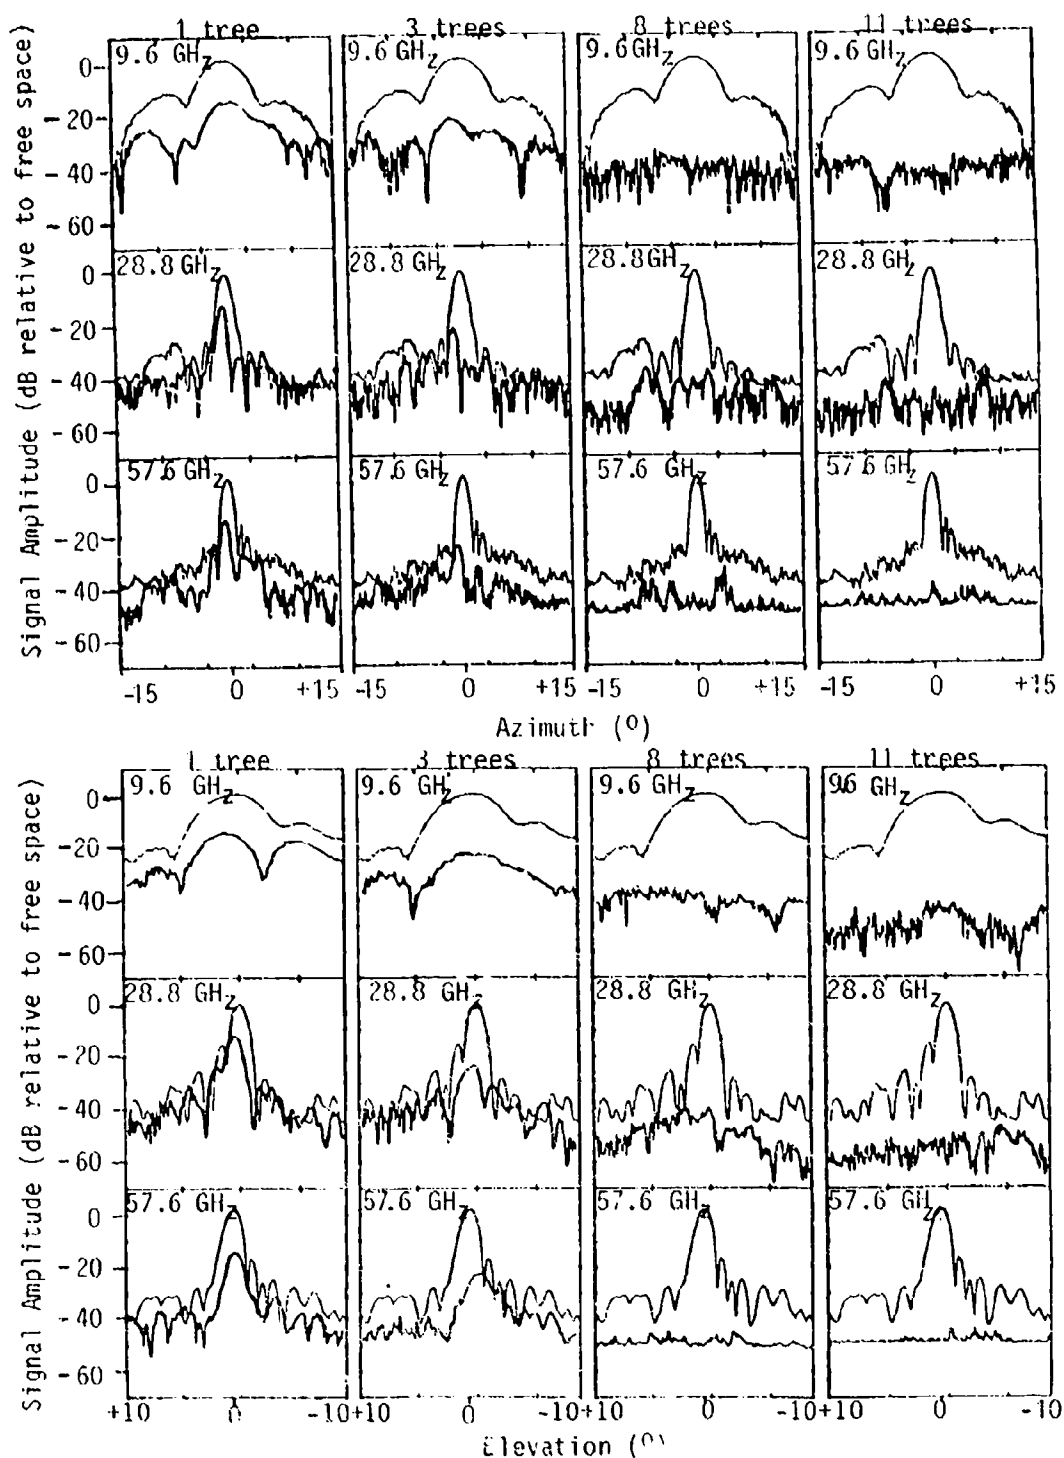 1 tree 3 trees 8 trees 11 trees
Signal Amplitude (dB relative to free space)
9.6 GHz 9.6 GHz 9.6 GHz 9.6 GHz
0
-20
-40
-60
28.8 GHz 28.8 GHz 28.8 GHz 28.8 GHz
0
-20
-40
-60
57.6 GHz 57.6 GHz 57.6 GHz 57.6 GHz
0
-20
-40
-60
-15 0 +15 -15 0 +15 -15 0 +15 -15 0 +15
Azimuth (º)
1 tree 3 trees 8 trees 11 trees
Signal Amplitude (dB relative to free space)
9.6 GHz 9.6 GHz 9.6 GHz 9.6 GHz
0
-20
-40
-60
28.8 GHz 28.8 GHz 28.8 GHz 28.8 GHz
0
-20
-40
-60
57.6 GHz 57.6 GHz 57.6 GHz 57.6 GHz
0
-20
-40
-60
+10 0 -10 +10 0 -10 +10 0 -10 +10 0 -10
Elevation (º)